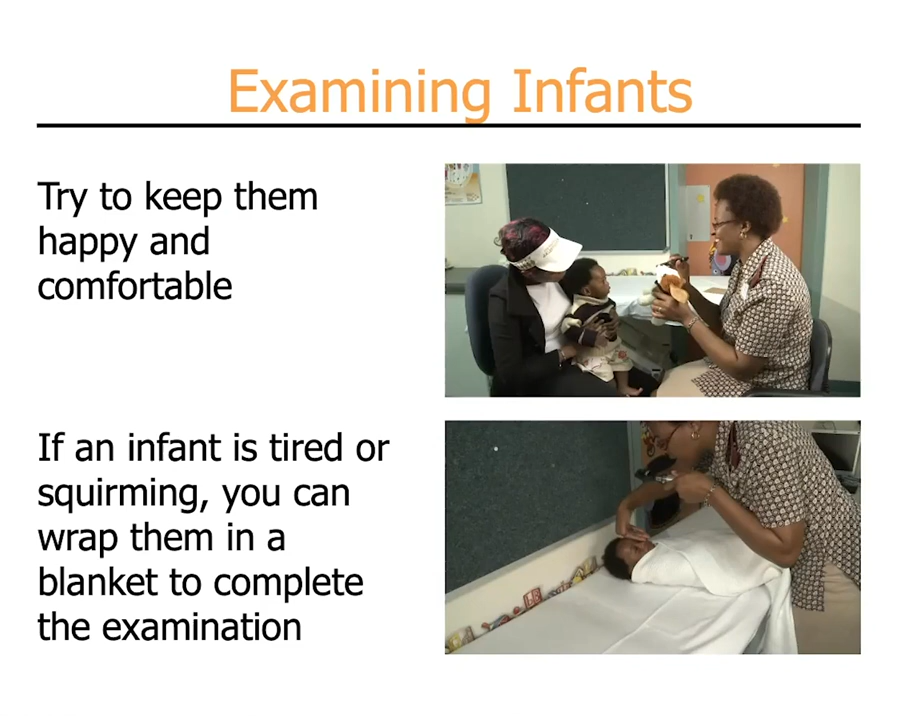 Examining Infants
Try to keep them
happy and
comfortable
If an infant is tired or
squirming, you can
wrap them in a
blanket to complete
the examination